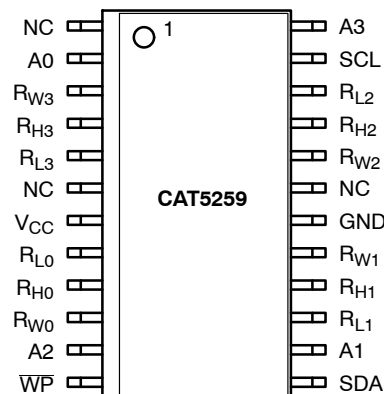 NC 1 A3
A0 SCL
RW3 RL2
RH3 RH2
RL3 RW2
NC CAT5259 NC
VCC GND
RL0 RW1
RH0 RH1
RW0 RL1
A2 A1
W̅P̅ SDA